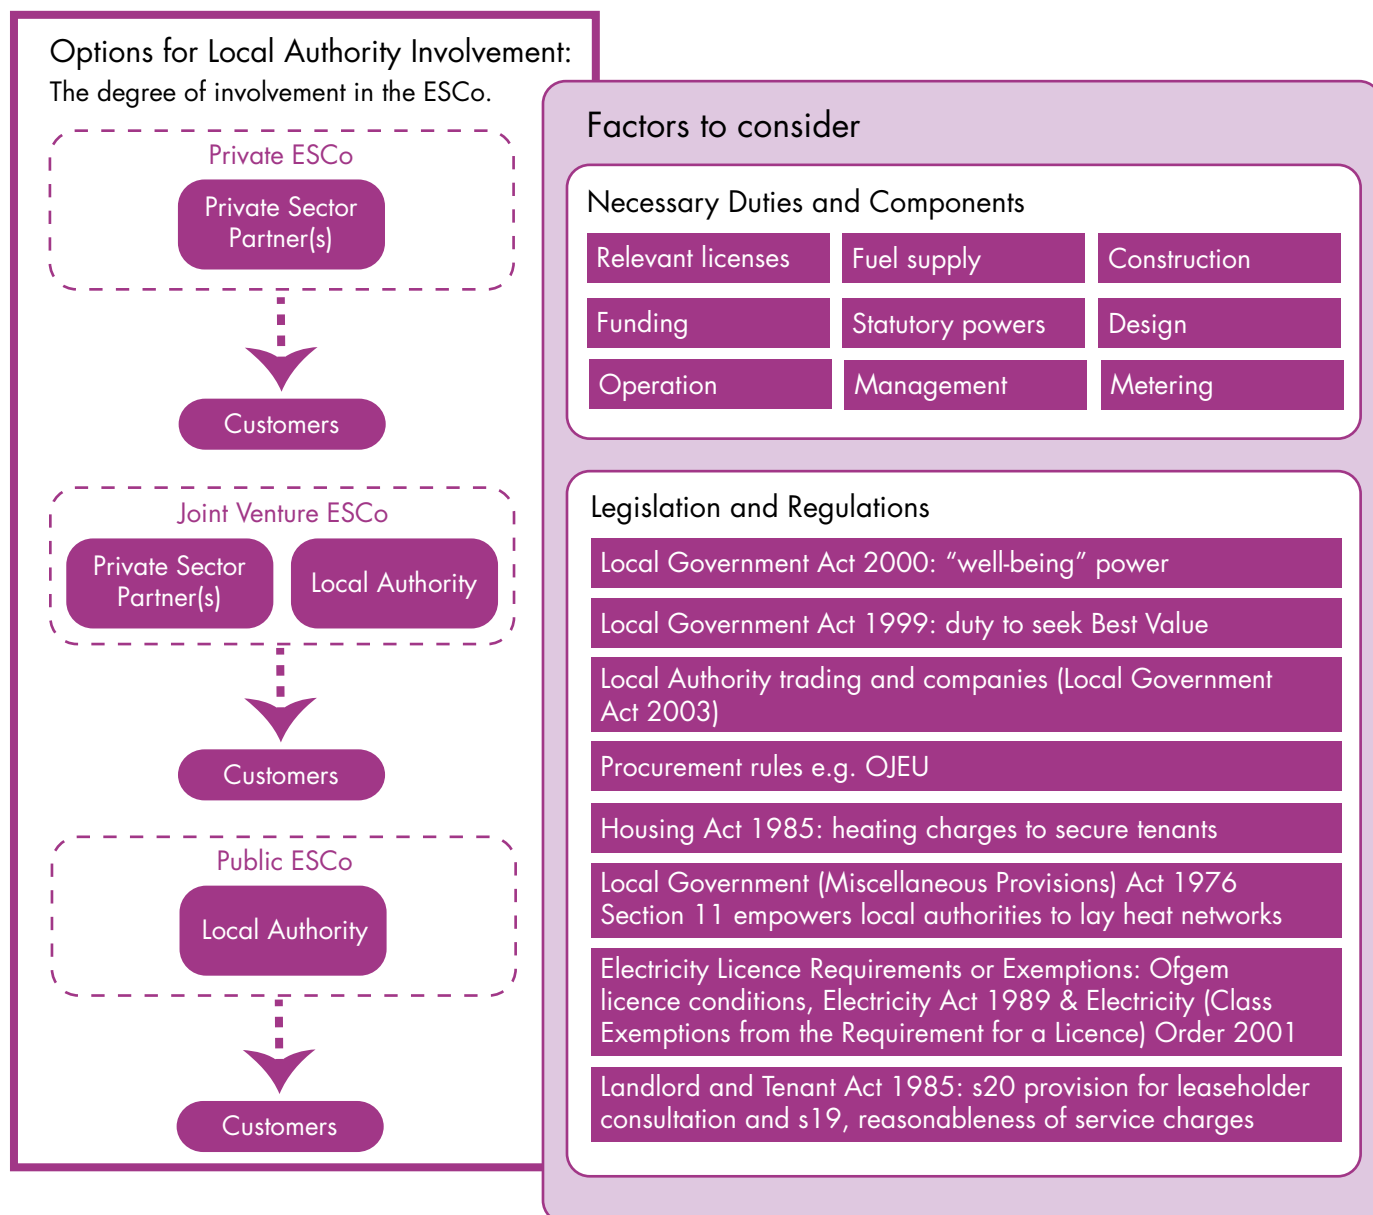 Options for Local Authority Involvement:
The degree of involvement in the ESCo.
Private ESCo
Private Sector
Partner(s)
Customers
Joint Venture ESCo
Private Sector
Partner(s)
Local Authority
Customers
Public ESCo
Local Authority
Customers
Factors to consider
Necessary Duties and Components
Relevant licenses
Fuel supply
Construction
Funding
Statutory powers
Design
Operation
Management
Metering
Legislation and Regulations
Local Government Act 2000: “well-being” power
Local Government Act 1999: duty to seek Best Value
Local Authority trading and companies (Local Government
Act 2003)
Procurement rules e.g. OJEU
Housing Act 1985: heating charges to secure tenants
Local Government (Miscellaneous Provisions) Act 1976
Section 11 empowers local authorities to lay heat networks
Electricity Licence Requirements or Exemptions: Ofgem
licence conditions, Electricity Act 1989 & Electricity (Class
Exemptions from the Requirement for a Licence) Order 2001
Landlord and Tenant Act 1985: s20 provision for leaseholder
consultation and s19, reasonableness of service charges